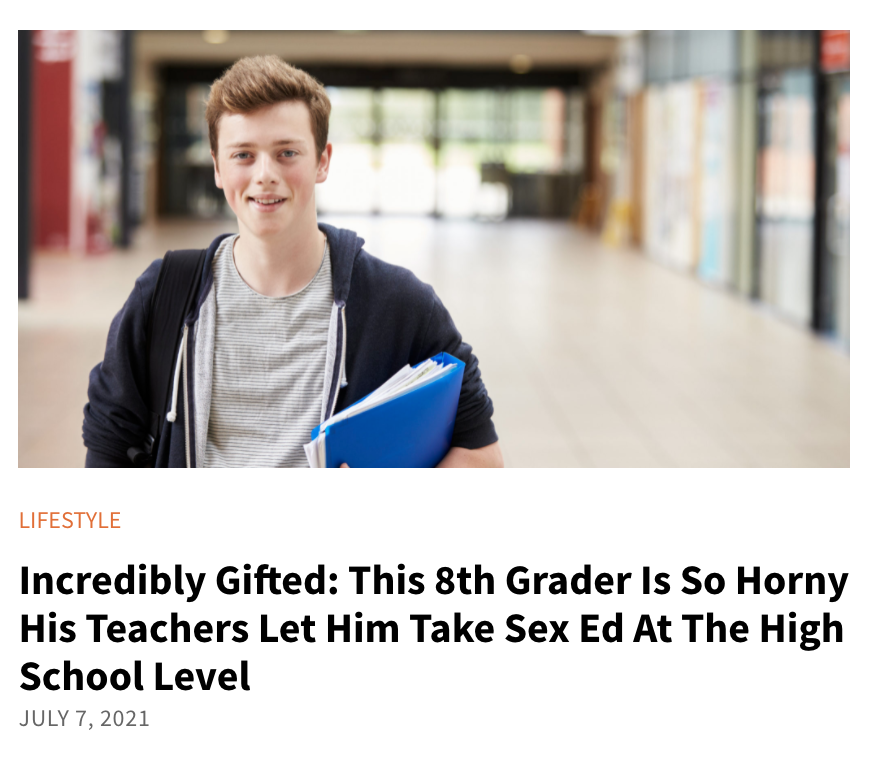 LIFESTYLE
Incredibly Gifted: This 8th Grader Is So Horny
His Teachers Let Him Take Sex Ed At The High
School Level
JULY 7, 2021